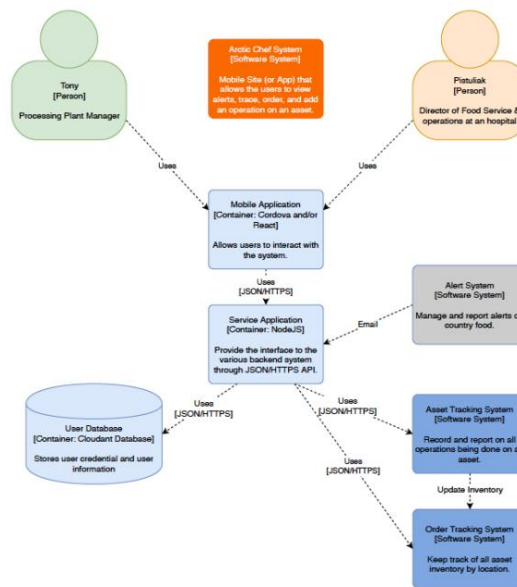 Tony
[Person]
Processing Plant Manager
Arctic Chef System
[Software System]
Mobile Site (or App) that
allows the users to view
alerts, trace, order, and add
an operation on an asset.
Pistuliak
[Person]
Director of Food Service &
operations at an hospital
Uses
Uses
Mobile Application
[Container: Cordova and/or
React]
Allows users to interact with
the system.
Uses
[JSON/HTTPS]
Alert System
[Software System]
Manage and report alerts
country food.
Email
Service Application
[Container: NodeJS]
Provide the interface to the
various backend system
through JSON/HTTPS API.
Uses
[JSON/HTTPS]
Uses
[JSON/HTTPS]
User Database
[Container: Cloudant Database]
Stores user credential and user
information
Asset Tracking System
[Software System]
Record and report on all
operations being done on
asset.
Uses
[JSON/HTTPS]
Update Inventory
Order Tracking System
[Software System]
Keep track of all asset
inventory by location.